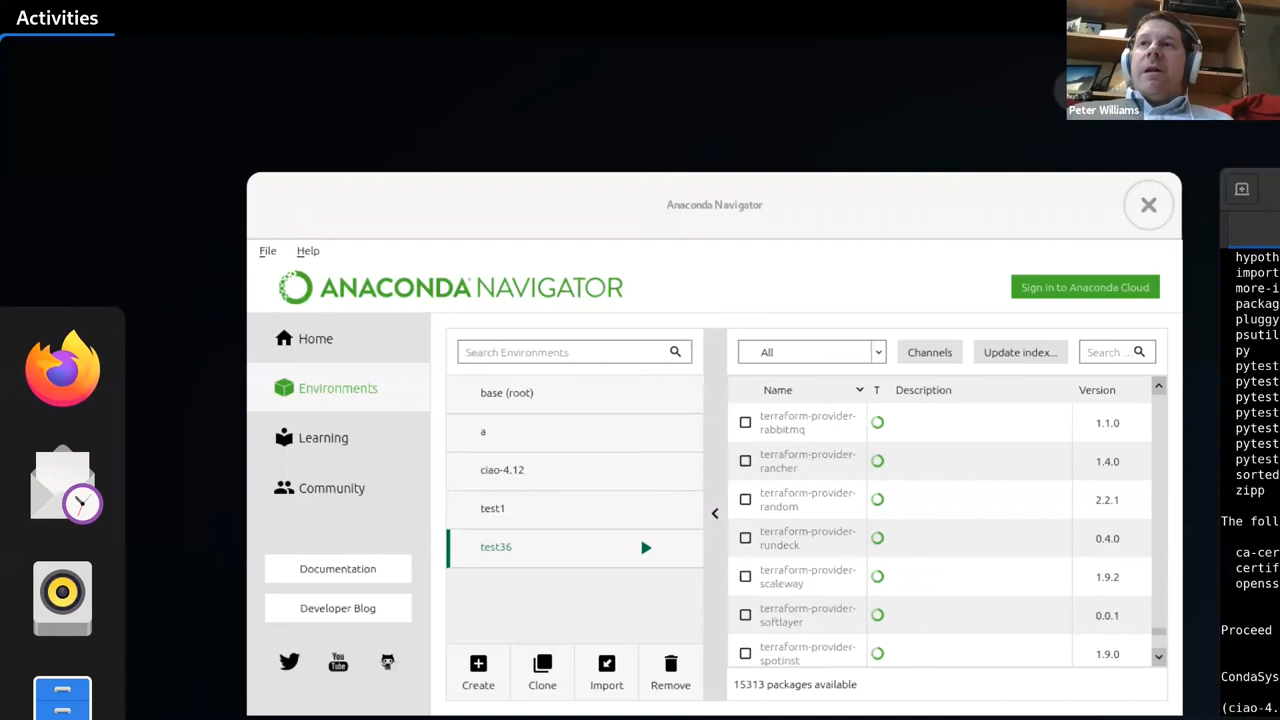 Activities
Peter Williams
Anaconda Navigator
File Help
ANACONDA NAVIGATOR
Sign in to Anaconda Cloud
Home
Environments
Learning
Community
Documentation
Developer Blog
You
Tube
Search Environments
base (root)
a
ciao-4.12
test1
test36
Create
Clone
Import
Remove
All
Channels
Update index...
Search ...
Name T Description Version
terraform-provider-
rabbitmq 1.1.0
terraform-provider-
rancher 1.4.0
terraform-provider-
random 2.2.1
terraform-provider-
rundeck 0.4.0
terraform-provider-
scaleway 1.9.2
terraform-provider-
softlayer 0.0.1
terraform-provider-
spotinst 1.9.0
15313 packages available
hypoth
import
more-i
packag
pluggy
psutil
py
pytest
pytest
pytest
pytest
pytest
pytest
pytest
sorted
zipp
The foll
ca-cer
certif
openss
Proceed
CondaSys
(ciao-4.